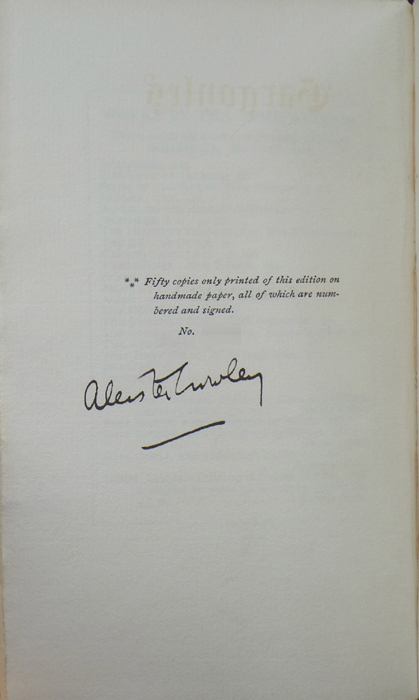 Gargoyles
*** Fifty copies only printed of this edition on
handmade paper, all of which are num-
bered and signed.
No.
Aleister Crowley